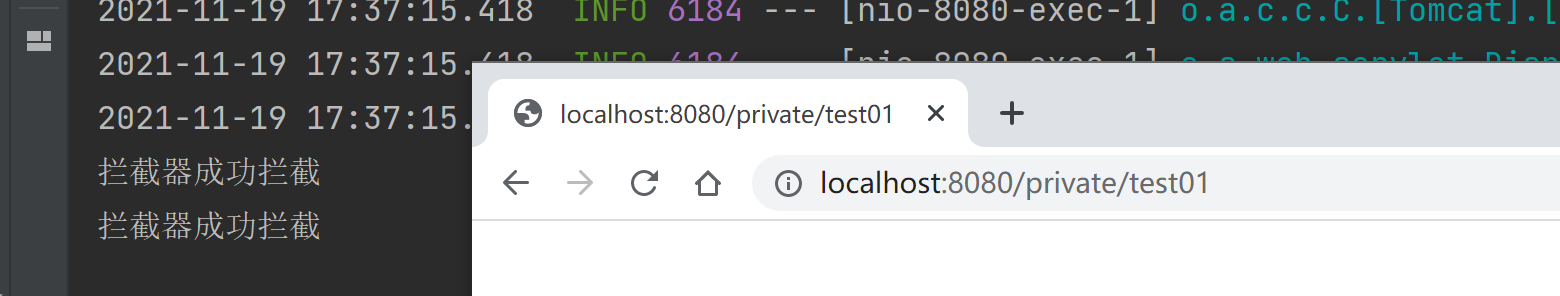 2021-11-19 17:37:15.418 INFO 6184 --- [nio-8080-exec-1] o.a.c.c.C.[Tomcat].[
2021-11-19 17:37:15.418 INFO 6184 --- [nio-8080-exec-1] o.s.web.servlet.Disp
2021-11-19 17:37:15.
拦截器成功拦截
拦截器成功拦截
localhost:8080/private/test01
localhost:8080/private/test01